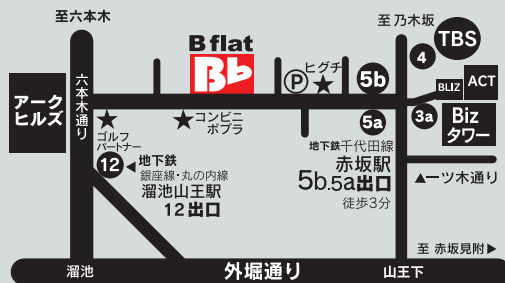 至六本木
至乃木坂
TBS
B flat
Bb
ヒグチ
P
★
5b
4
BLIZ
ACT
アーク
ヒルズ
六本木通り
★
ゴルフ
パートナー
★コンビニ
ポプラ
5a
3a
Biz
タワー
12
◀地下鉄
銀座線・丸の内線
溜池山王駅
12出口
地下鉄千代田線
赤坂駅
5b.5a出口
徒歩3分
▲一ツ木通り
至 赤坂見附▶
溜池
外堀通り
山王下